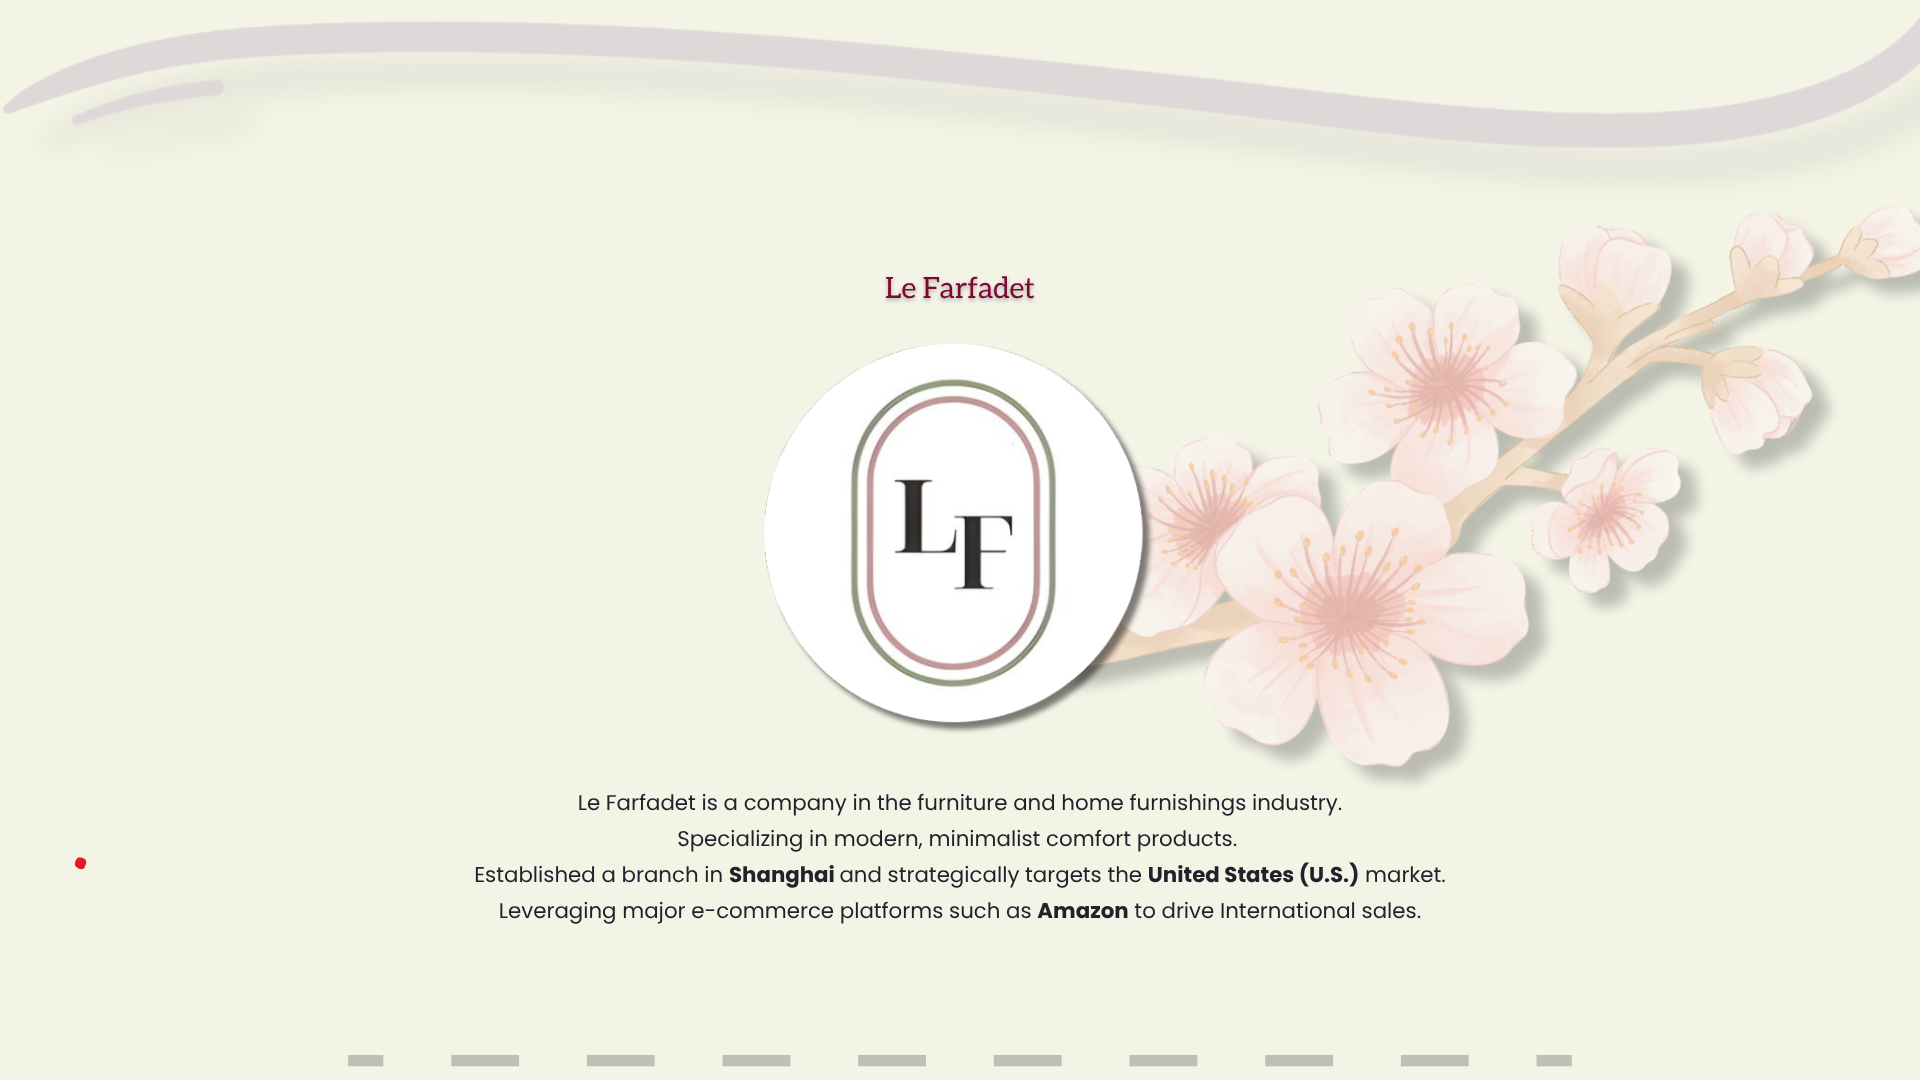 Le Farfadet
LF
Le Farfadet is a company in the furniture and home furnishings industry.
Specializing in modern, minimalist comfort products.
Established a branch in Shanghai and strategically targets the United States (U.S.) market.
Leveraging major e-commerce platforms such as Amazon to drive International sales.